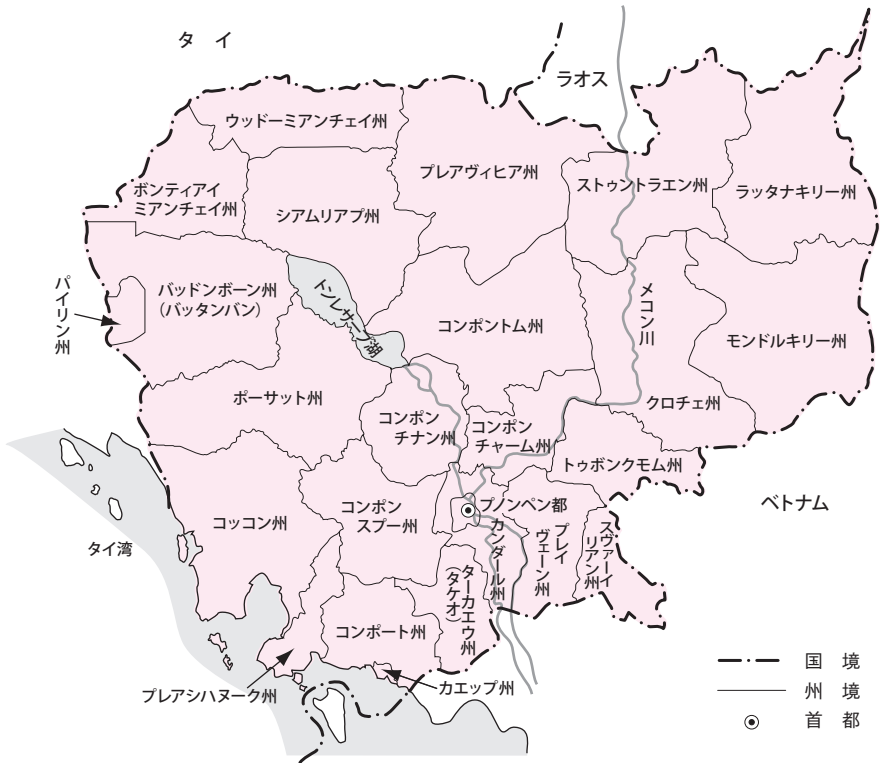 タイ
ラオス
ウッドーミアンチェイ州
プレアヴィヒア州
ストゥントラエン州
ラッタナキリー州
ボンティアイ
ミアンチェイ州
シアムリアプ州
パイリン州
バッドンボーン州
(バッタンバン)
トンレサープ湖
コンポントム州
メコン川
モンドルキリー州
ポーサット州
クロチェ州
コンポン
チナン州
コンポン
チャーム州
トゥボンクモム州
ベトナム
コッコン州
コンポン
スプー州
プノンペン都
カンダール州
プレイ
ヴェーン州
スヴァーイ
リアン州
タイ湾
ターカエウ州
(タケオ)
コンポート州
プレアシハヌーク州
カエップ州
国境
州境
首都